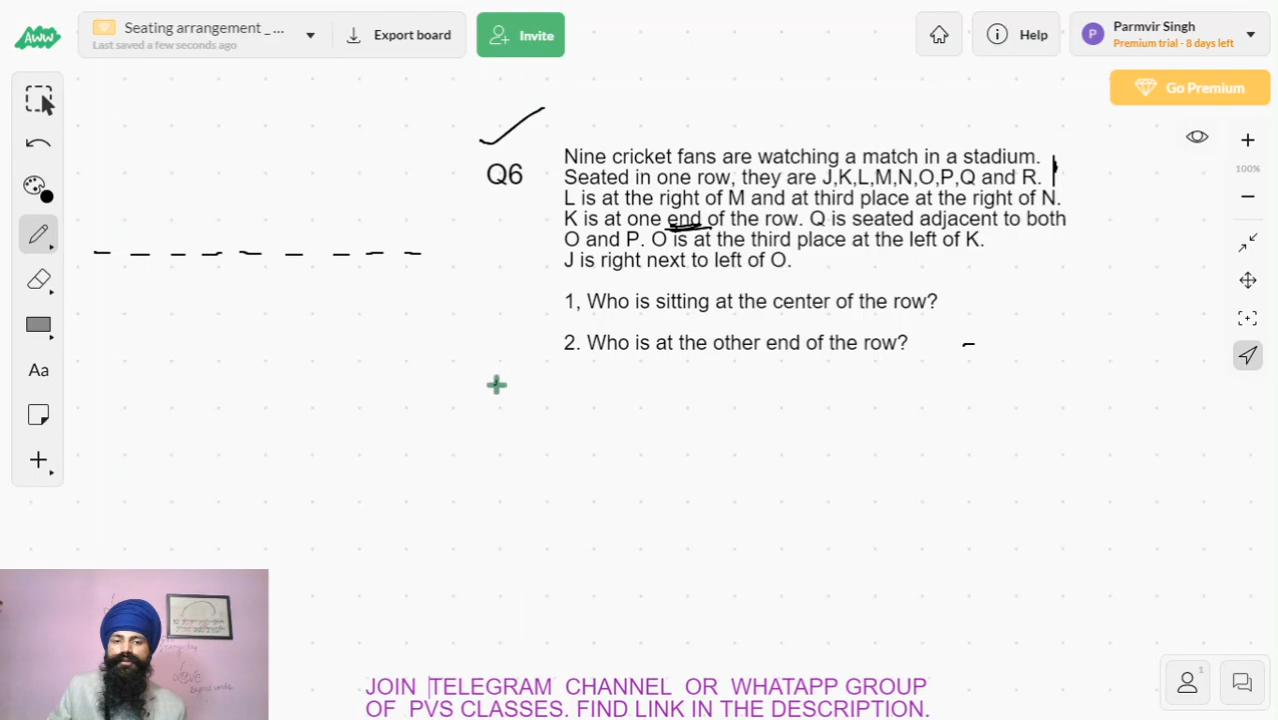 AWW
Seating arrangement _ ...
Last saved a few seconds ago
Export board
Invite
Help
P
Parmvir Singh
Premium trial - 8 days left
Go Premium
100%
Aa
Q6
Nine cricket fans are watching a match in a stadium.
Seated in one row, they are J,K,L,M,N,O,P,Q and R.
L is at the right of M and at third place at the right of N.
K is at one end of the row. Q is seated adjacent to both
O and P. O is at the third place at the left of K.
J is right next to left of O.
1, Who is sitting at the center of the row?
2. Who is at the other end of the row?
1
JOIN TELEGRAM CHANNEL OR WHATAPP GROUP
OF PVS CLASSES. FIND LINK IN THE DESCRIPTION.